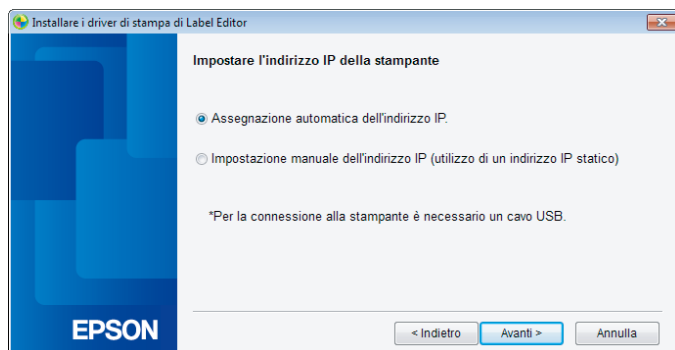 Installare i driver di stampa di Label Editor
Impostare l'indirizzo IP della stampante
Assegnazione automatica dell'indirizzo IP.
Impostazione manuale dell'indirizzo IP (utilizzo di un indirizzo IP statico)
*Per la connessione alla stampante è necessario un cavo USB.
EPSON
< Indietro
Avanti >
Annulla